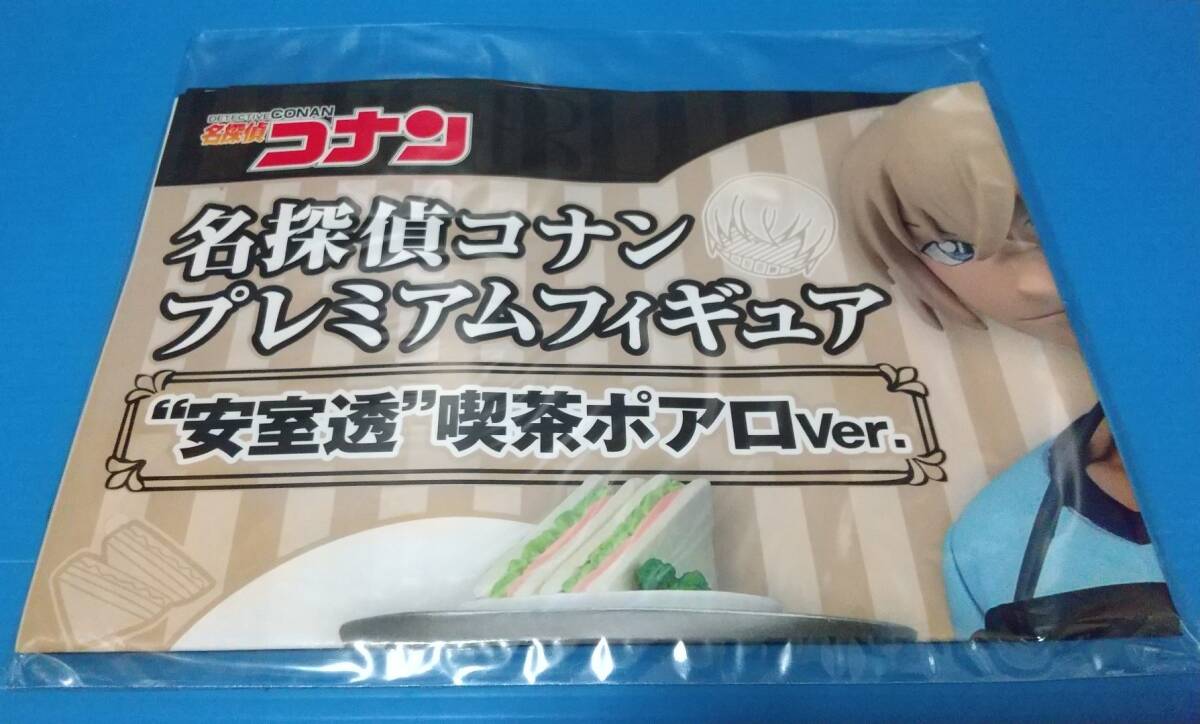 DETECTIVE CONAN
名探偵コナン
名探偵コナン
プレミアムフィギュア
“安室透”喫茶ポアロVer.